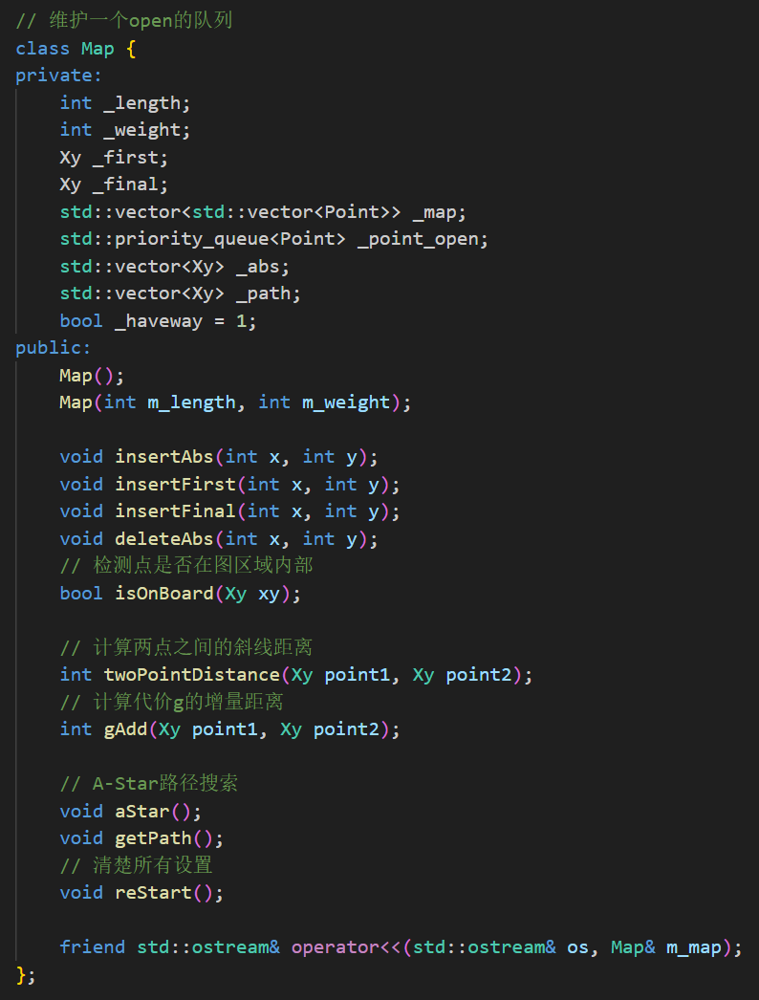 // 维护一个open的队列
class Map {
private:
    int _length;
    int _weight;
    Xy _first;
    Xy _final;
    std::vector<std::vector<Point>> _map;
    std::priority_queue<Point> _point_open;
    std::vector<Xy> _abs;
    std::vector<Xy> _path;
    bool _haveway = 1;
public:
    Map();
    Map(int m_length, int m_weight);

    void insertAbs(int x, int y);
    void insertFirst(int x, int y);
    void insertFinal(int x, int y);
    void deleteAbs(int x, int y);
    // 检测点是否在图区域内部
    bool isOnBoard(Xy xy);

    // 计算两点之间的斜线距离
    int twoPointDistance(Xy point1, Xy point2);
    // 计算代价g的增量距离
    int gAdd(Xy point1, Xy point2);

    // A-Star路径搜索
    void aStar();
    void getPath();
    // 清楚所有设置
    void reStart();

    friend std::ostream& operator<<(std::ostream& os, Map& m_map);
};